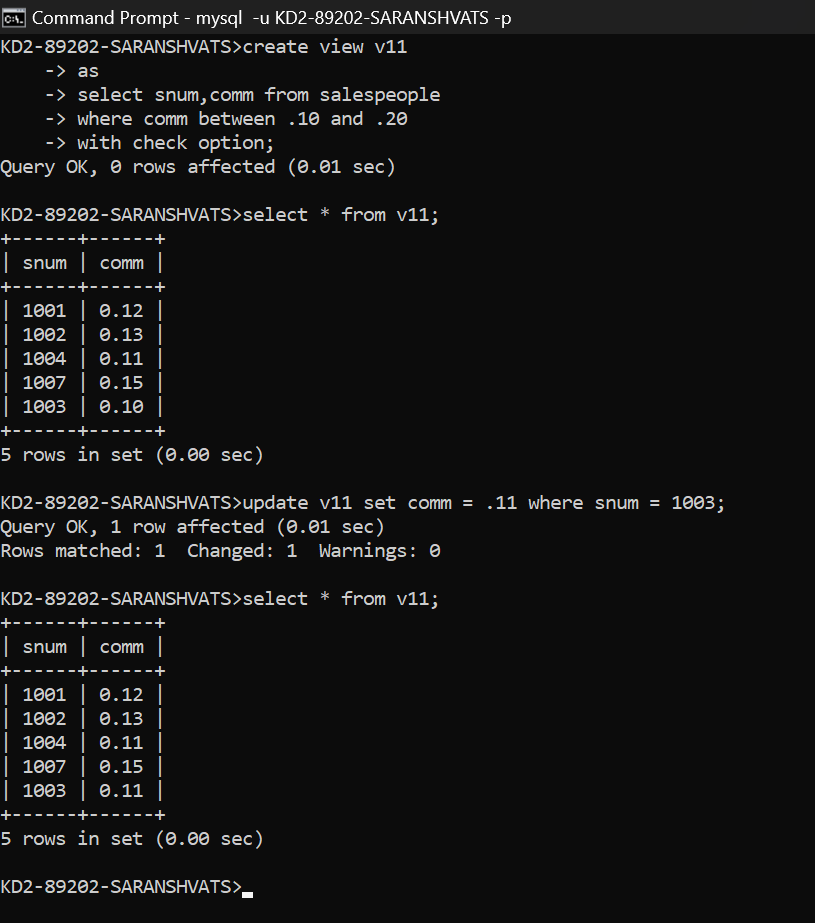 Command Prompt - mysql  -u KD2-89202-SARANSHVATS -p
KD2-89202-SARANSHVATS>create view v11
    -> as
    -> select snum,comm from salespeople
    -> where comm between .10 and .20
    -> with check option;
Query OK, 0 rows affected (0.01 sec)

KD2-89202-SARANSHVATS>select * from v11;
+------+------+
| snum | comm |
+------+------+
| 1001 | 0.12 |
| 1002 | 0.13 |
| 1004 | 0.11 |
| 1007 | 0.15 |
| 1003 | 0.10 |
+------+------+
5 rows in set (0.00 sec)

KD2-89202-SARANSHVATS>update v11 set comm = .11 where snum = 1003;
Query OK, 1 row affected (0.01 sec)
Rows matched: 1  Changed: 1  Warnings: 0

KD2-89202-SARANSHVATS>select * from v11;
+------+------+
| snum | comm |
+------+------+
| 1001 | 0.12 |
| 1002 | 0.13 |
| 1004 | 0.11 |
| 1007 | 0.15 |
| 1003 | 0.11 |
+------+------+
5 rows in set (0.00 sec)

KD2-89202-SARANSHVATS>